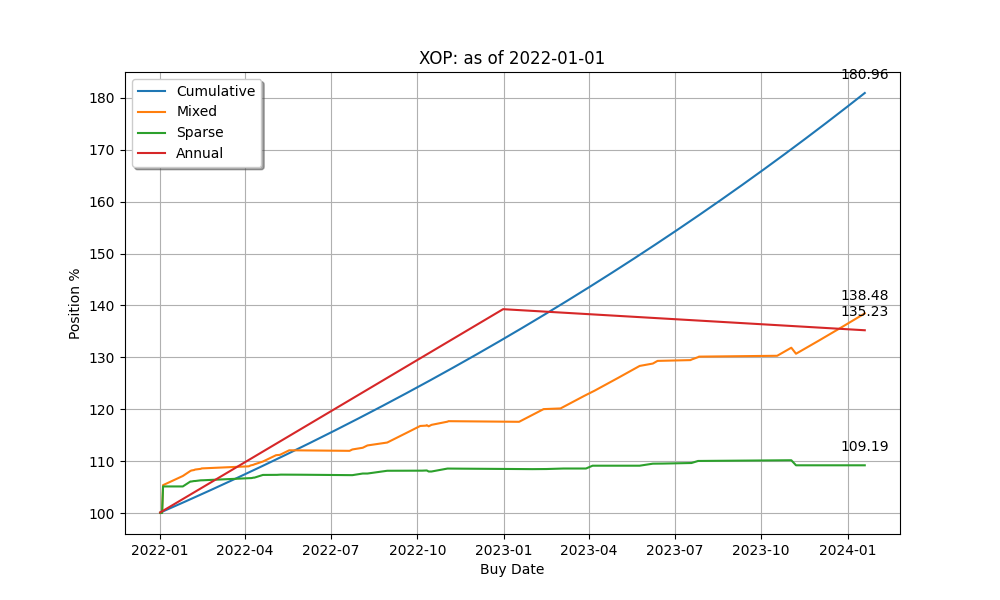 XOP: as of 2022-01-01
Cumulative
Mixed
Sparse
Annual
180.96
138.48
135.23
109.19
180
170
160
150
140
130
120
110
100
Position %
2022-01 2022-04 2022-07 2022-10 2023-01 2023-04 2023-07 2023-10 2024-01
Buy Date